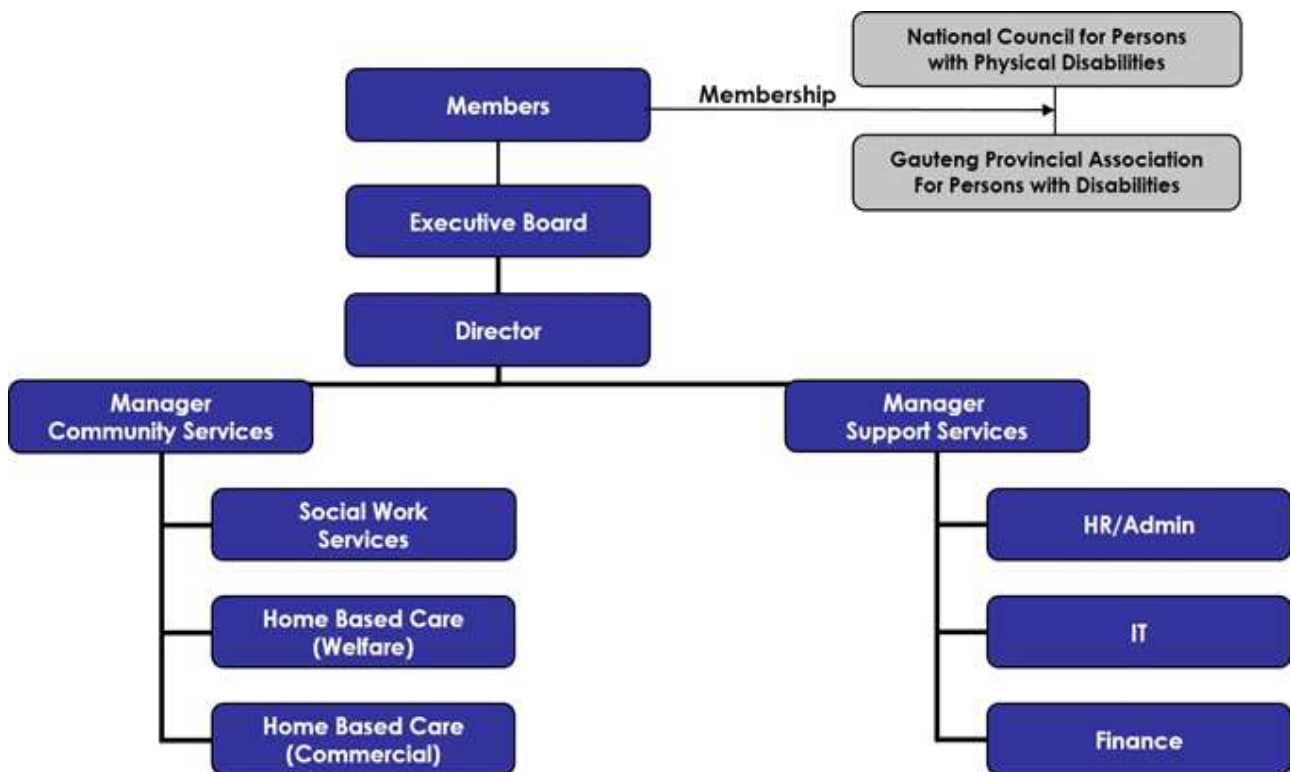 National Council for Persons
with Physical Disabilities
Members
Membership
Gauteng Provincial Association
For Persons with Disabilities
Executive Board
Director
Manager
Community Services
Manager
Support Services
Social Work
Services
Home Based Care
(Welfare)
Home Based Care
(Commercial)
HR/Admin
IT
Finance